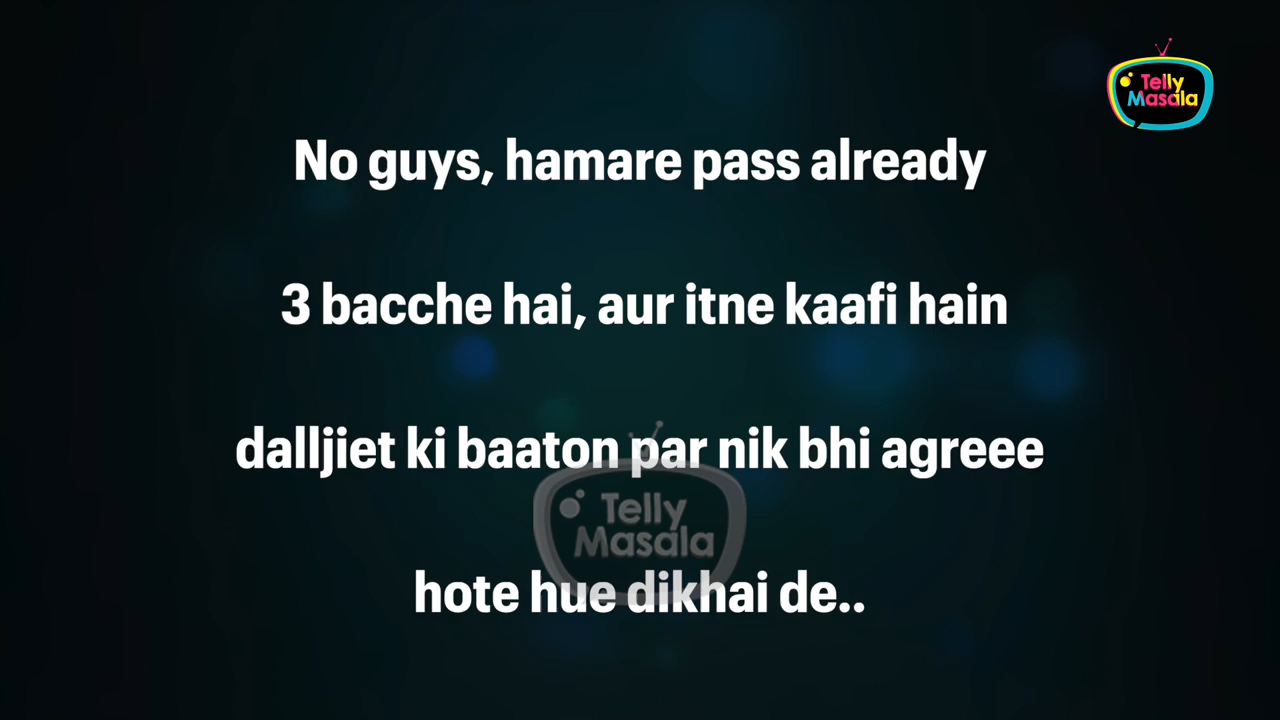 Telly
Masala
No guys, hamare pass already
3 bacche hai, aur itne kaafi hain
dalljiet ki baaton par nik bhi agreee
Telly
Masala
hote hue dikhai de..